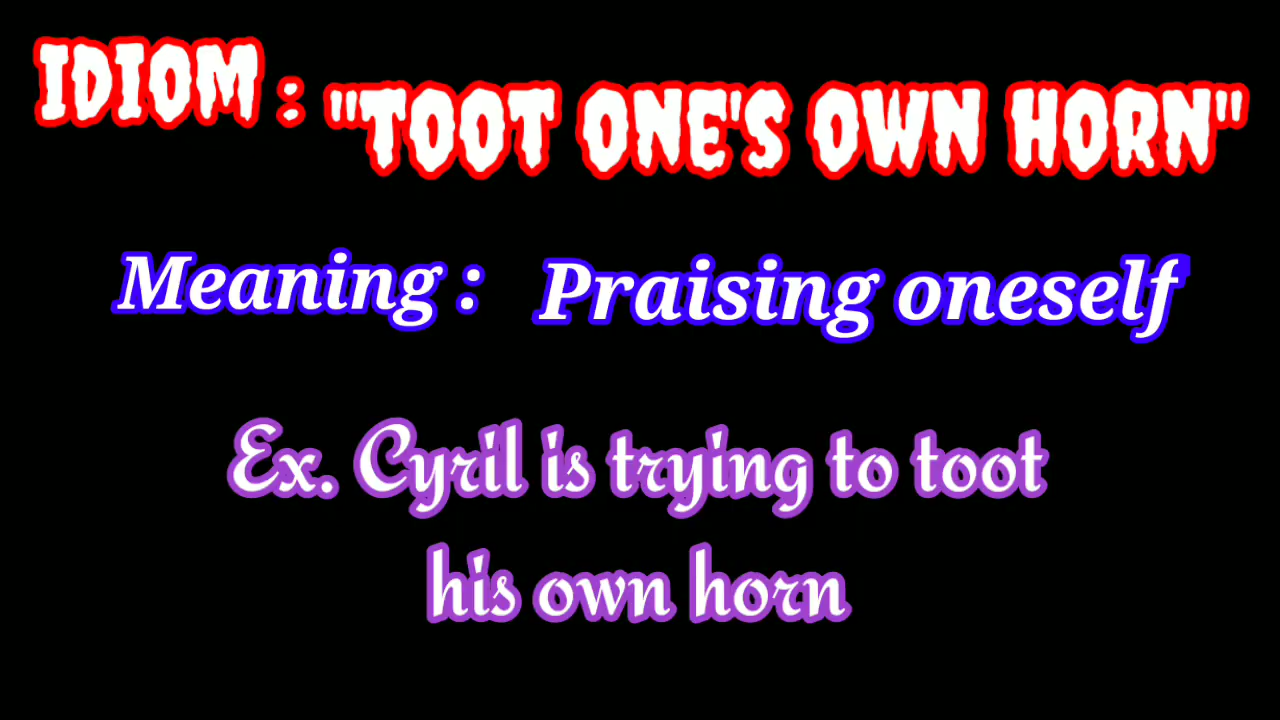 IDIOM : "TOOT ONE'S OWN HORN"
Meaning : Praising oneself
Ex. Cyril is trying to toot
his own horn